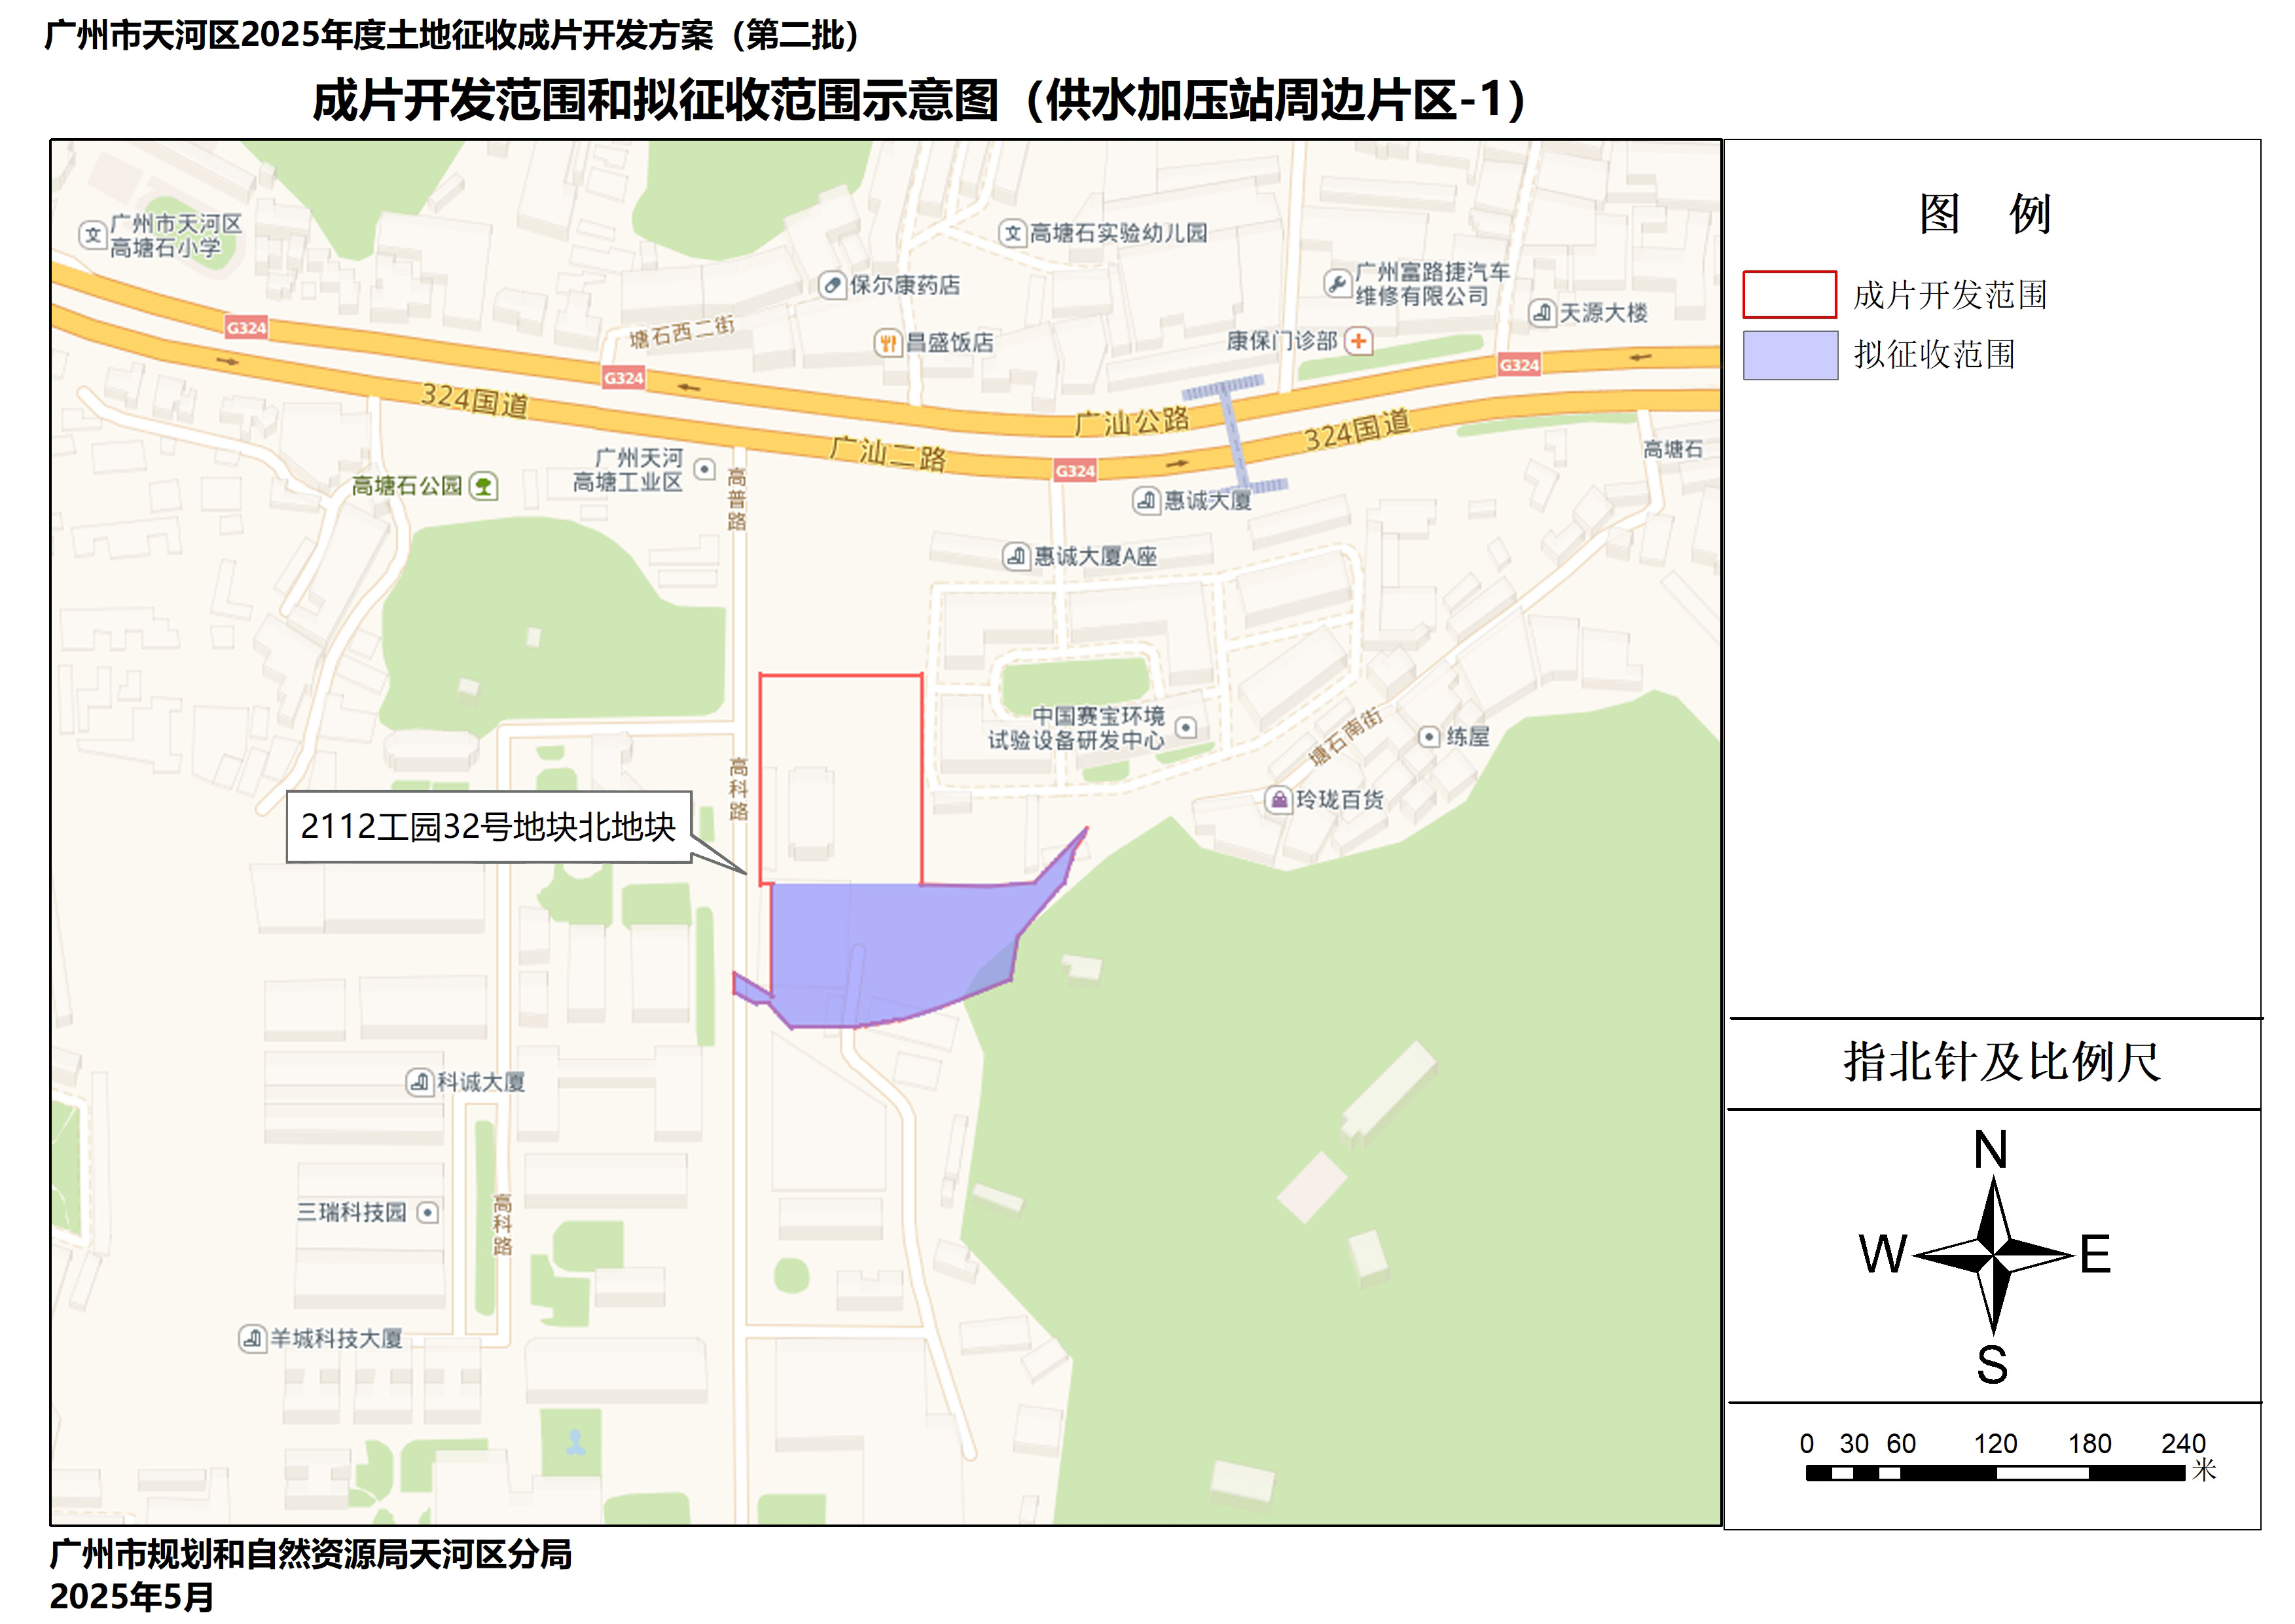 广州市天河区2025年度土地征收成片开发方案（第二批）
成片开发范围和拟征收范围示意图（供水加压站周边片区-1）
广州市天河区
高塘石小学
高塘石实验幼儿园
保尔康药店
广州富路捷汽车
维修有限公司
天源大楼
G324
塘石西二街
昌盛饭店
康保门诊部
G324
G324
324国道
广汕公路
324国道
广汕二路
G324
高塘石
广州天河
高塘工业区
高塘石公园
高普路
惠诚大厦
惠诚大厦A座
中国赛宝环境
试验设备研发中心
塘石南街
练屋
高科路
玲珑百货
2112工园32号地块北地块
科诚大厦
三瑞科技园
高科路
羊城科技大厦
图 例
成片开发范围
拟征收范围
指北针及比例尺
N
W
E
S
0 30 60 120 180 240
米
广州市规划和自然资源局天河区分局
2025年5月